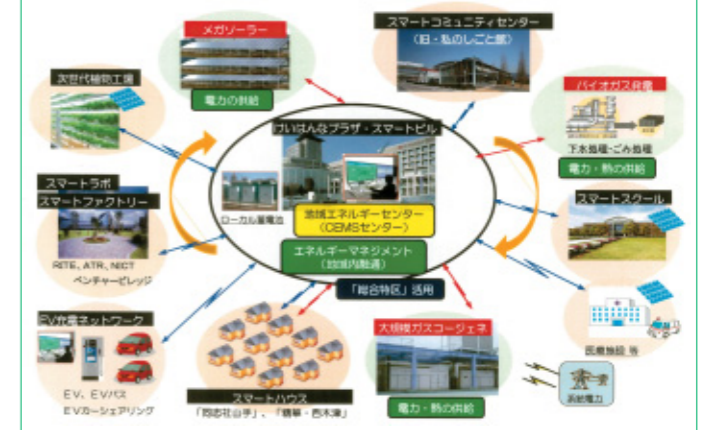 メガソーラー
電力の供給
スマートコミュニティセンター
(旧・私のしごと館)
次世代植物工場
バイオガス発電
下水処理・ごみ処理
電力・熱の供給
けいはんなプラザ・スマートビル
ローカル蓄電池
地域エネルギーセンター
(CEMSセンター)
エネルギーマネジメント
(地域内融通)
「総合特区」活用
スマートラボ
スマートファクトリー
RITE、ATR、NICT
ベンチャービレッジ
スマートスクール
医療施設 等
EV充電ネットワーク
EV、EVバス
EVカーシェアリング
スマートハウス
「同志社山手」、「精華・西木津」
大規模ガスコージェネ
電力・熱の供給
系統電力